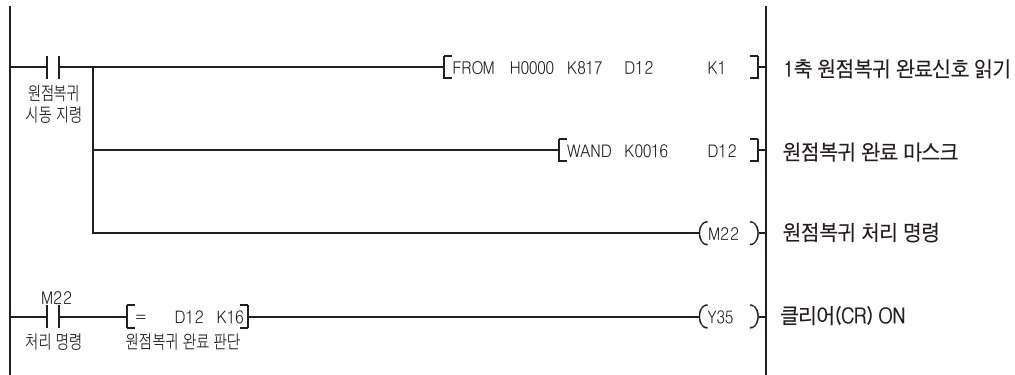 FROM H0000 K817 D12 K1 1축 원점복귀 완료신호 읽기
원점복귀
시동 지령
WAND K0016 D12 원점복귀 완료 마스크
M22 원점복귀 처리 명령
M22
= D12 K16 Y35 클리어(CR) ON
처리 명령 원점복귀 완료 판단